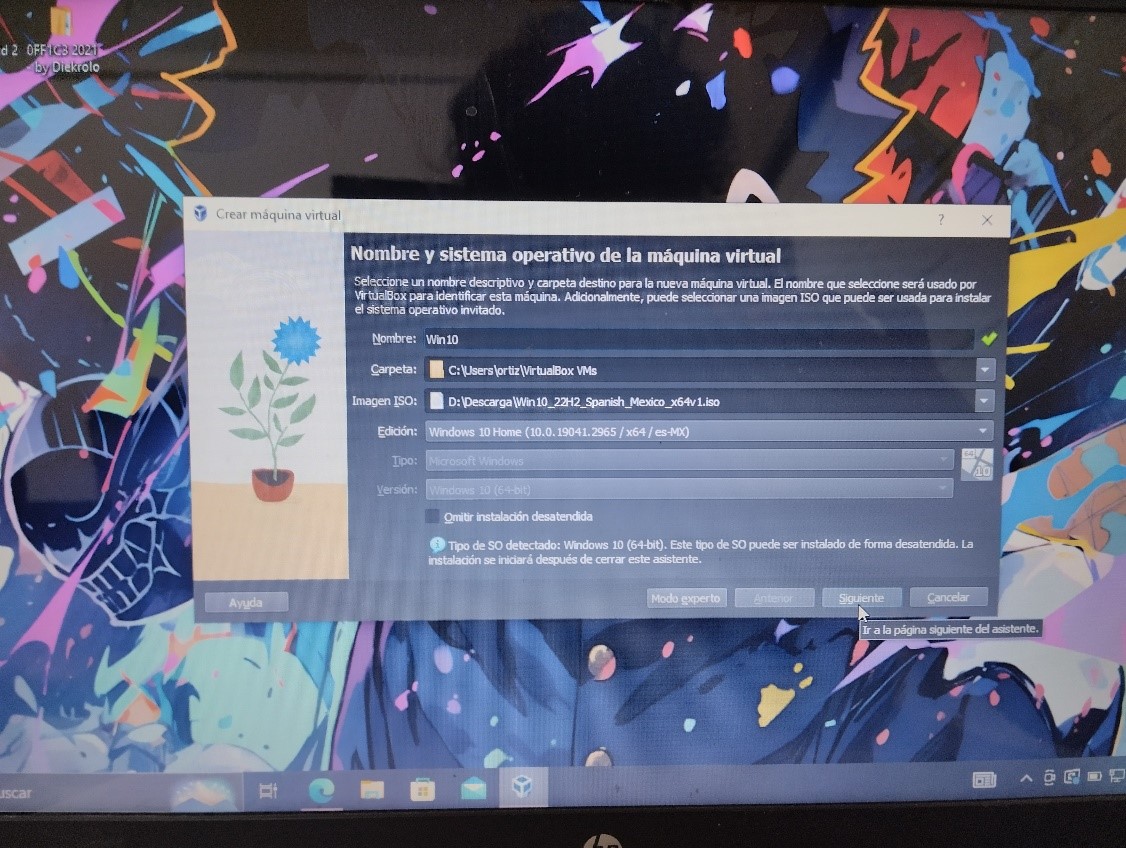 d 2 0FF1C3 2021
by Diekrolo
Crear máquina virtual
?
Nombre y sistema operativo de la máquina virtual
Seleccione un nombre descriptivo y carpeta destino para la nueva máquina virtual. El nombre que seleccione será usado por
VirtualBox para identificar esta máquina. Adicionalmente, puede seleccionar una imagen ISO que puede ser usada para instalar
el sistema operativo invitado.
Nombre: Win10
Carpeta: C:\Users\ortiz\VirtualBox VMs
Imagen ISO: D:\Descarga\Win10_22H2_Spanish_Mexico_x64v1.iso
Edición: Windows 10 Home (10.0.19041.2965 / x64 / es-MX)
Tipo: Microsoft Windows
64
10
Versión: Windows 10 (64-bit)
Omitir instalación desatendida
Tipo de SO detectado: Windows 10 (64-bit). Este tipo de SO puede ser instalado de forma desatendida. La
instalación se iniciará después de cerrar este asistente.
Ayuda Modo experto Anterior Siguiente Cancelar
Ir a la página siguiente del asistente.
uscar
hp